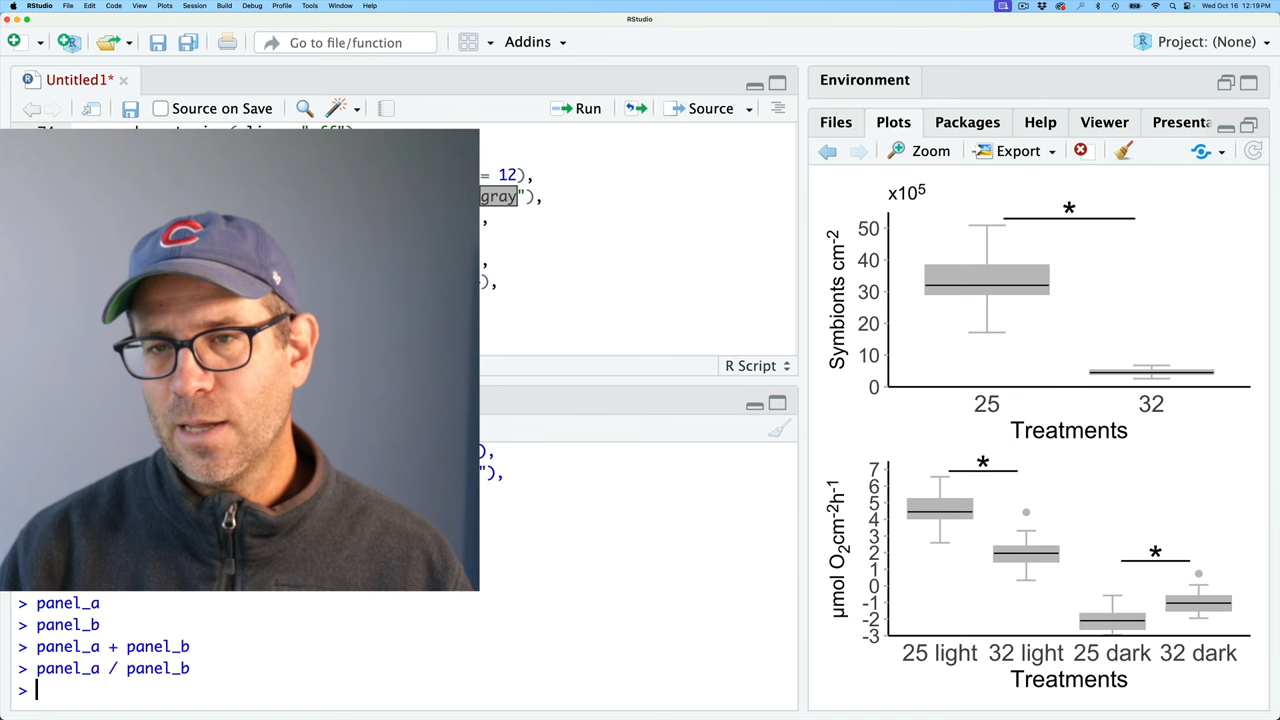 RStudio File Edit Code View Plots Session Build Debug Profile Tools Window Help
Wed Oct 16 12:19 PM
RStudio
Go to file/function
Addins
Project: (None)
Untitled1*
Source on Save
Run
Source
= 12),
gray"),
,
,
),
R Script
),
"),
> panel_a
> panel_b
> panel_a + panel_b
> panel_a / panel_b
>
Environment
Files Plots Packages Help Viewer Presenta
Zoom Export
x10⁵
*
Symbionts cm⁻²
50
40
30
20
10
0
25 32
Treatments
*
*
µmol O₂cm⁻²h⁻¹
7
6
5
4
3
2
1
0
-1
-2
-3
25 light 32 light 25 dark 32 dark
Treatments